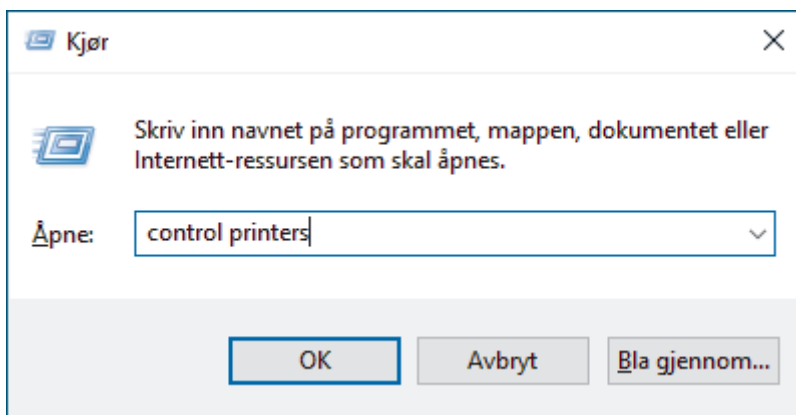 Kjør
Skriv inn navnet på programmet, mappen, dokumentet eller
Internett-ressursen som skal åpnes.
Åpne: control printers
OK Avbryt Bla gjennom...